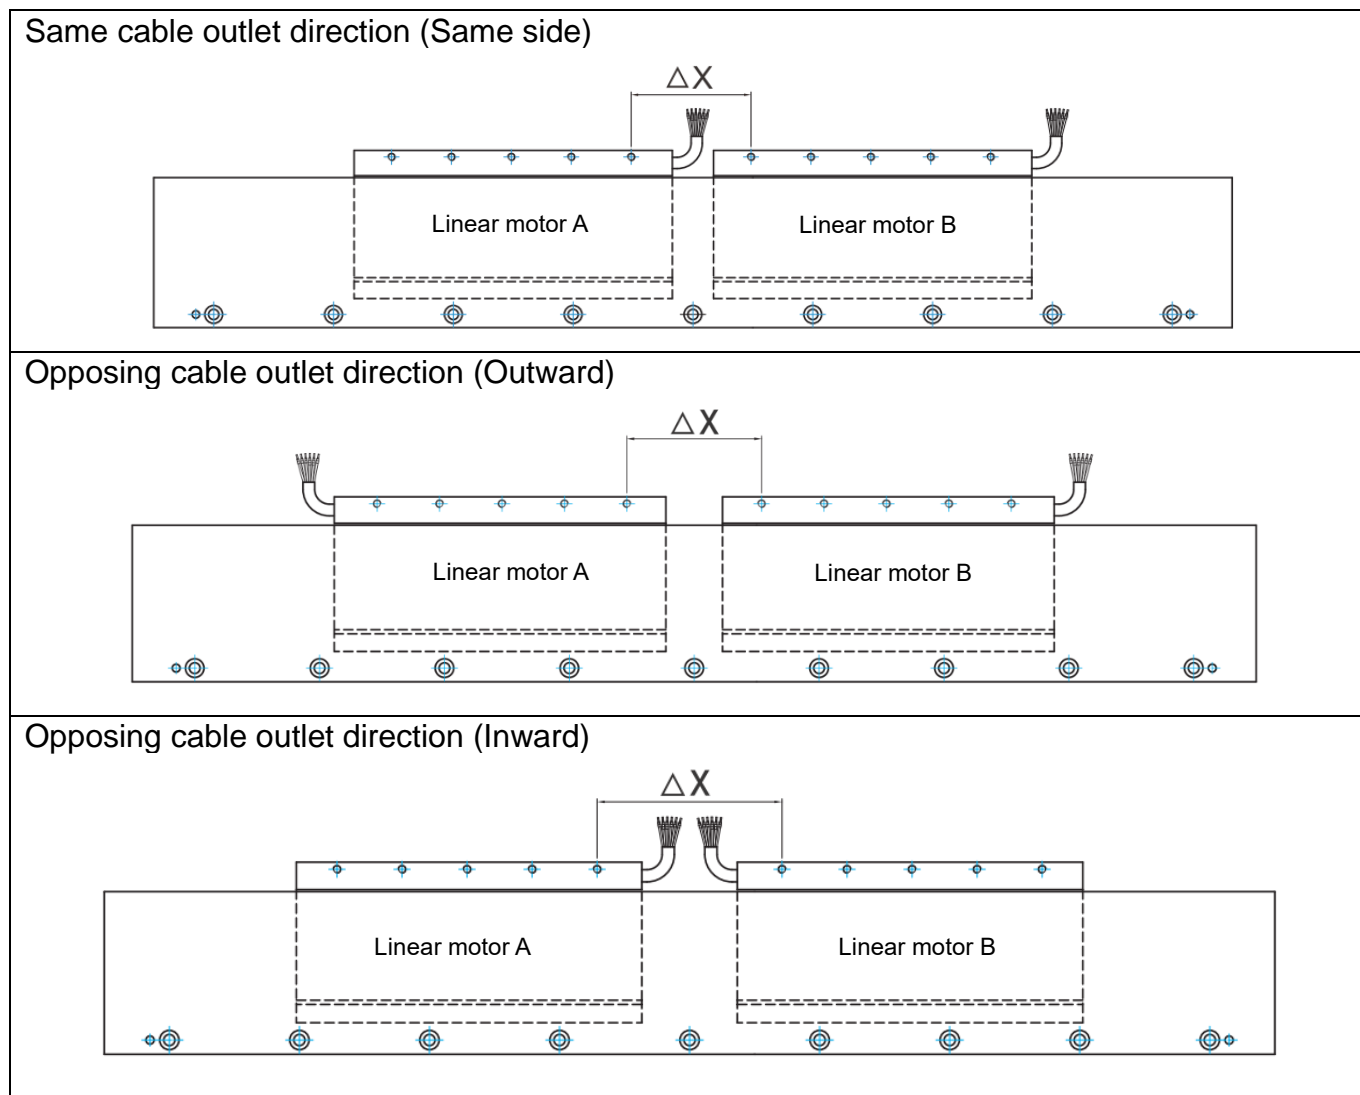 Same cable outlet direction (Same side)
△X
Linear motor A
Linear motor B
Opposing cable outlet direction (Outward)
△X
Linear motor A
Linear motor B
Opposing cable outlet direction (Inward)
△X
Linear motor A
Linear motor B